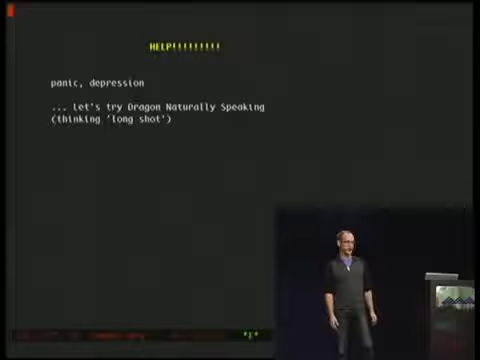 HELP!!!!!!!!!
panic, depression
... let's try Dragon Naturally Speaking
(thinking 'long shot')